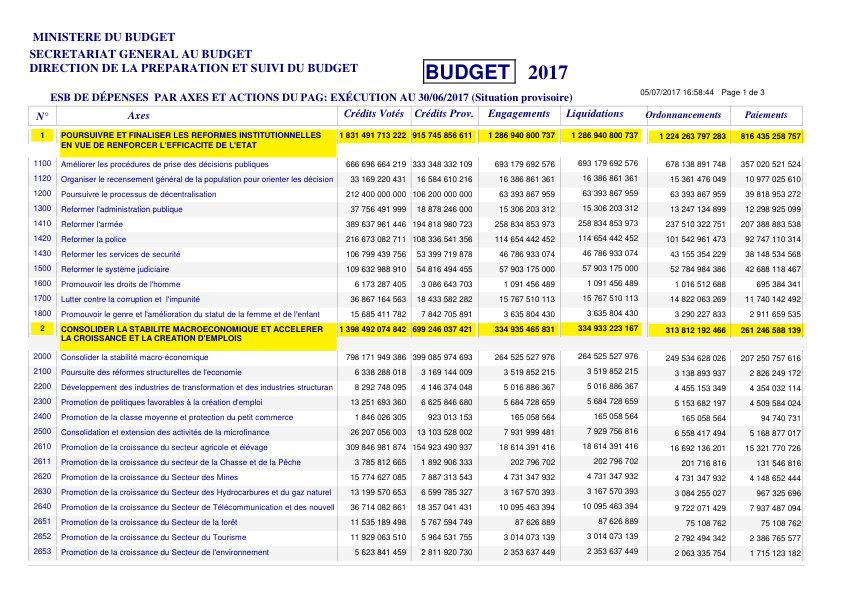 MINISTERE DU BUDGET
SECRETARIAT GENERAL AU BUDGET
DIRECTION DE LA PREPARATION ET SUIVI DU BUDGET
BUDGET 2017
05/07/2017 16:58:44 Page 1 de 3
ESB DE DÉPENSES PAR AXES ET ACTIONS DU PAG: EXÉCUTION AU 30/06/2017 (Situation provisoire)
N° Axes Crédits Votés Crédits Prov. Engagements Liquidations Ordonnancements Paiements
1 POURSUIVRE ET FINALISER LES REFORMES INSTITUTIONNELLES 1 831 491 713 222 915 745 856 611 1 286 940 800 737 1 286 940 800 737 1 224 263 797 283 816 435 258 757
EN VUE DE RENFORCER L'EFFICACITE DE L'ETAT
1100 Améliorer les procédures de prise des décisions publiques 666 696 664 219 333 348 332 109 693 179 692 576 693 179 692 576 678 138 891 748 357 020 521 524
1120 Organiser le recensement général de la population pour orienter les décision 33 169 220 431 16 584 610 216 16 386 861 361 16 386 861 361 15 361 476 049 10 977 025 610
1200 Poursuivre le processus de décentralisation 212 400 000 000 106 200 000 000 63 393 867 959 63 393 867 959 63 393 867 959 39 818 953 272
1300 Reformer l'administration publique 37 756 491 999 18 878 246 000 15 306 203 312 15 306 203 312 13 247 134 899 12 298 925 099
1410 Reformer l'armée 389 637 961 446 194 818 980 723 258 834 853 973 258 834 853 973 237 510 322 751 207 388 883 538
1420 Reformer la police 216 673 082 711 108 336 541 356 114 654 442 452 114 654 442 452 101 542 961 473 92 747 110 314
1430 Reformer les services de securité 106 799 439 756 53 399 719 878 46 786 933 074 46 786 933 074 43 155 354 229 38 148 534 568
1500 Reformer le système judiciaire 109 632 988 910 54 816 494 455 57 903 175 000 57 903 175 000 52 784 984 386 42 688 118 467
1600 Promouvoir les droits de l'homme 6 173 287 405 3 086 643 703 1 091 456 489 1 091 456 489 1 016 512 688 695 384 341
1700 Lutter contre la corruption et l'impunité 36 867 164 563 18 433 582 282 15 767 510 113 15 767 510 113 14 822 063 269 11 740 142 492
1800 Promouvoir le genre et l'amélioration du statut de la femme et de l'enfant 15 685 411 782 7 842 705 891 3 635 804 430 3 635 804 430 3 290 227 833 2 911 659 535
2 CONSOLIDER LA STABILITE MACROECONOMIQUE ET ACCELERER 1 398 492 074 842 699 246 037 421 334 935 465 831 334 933 223 167 313 812 192 466 261 246 588 139
LA CROISSANCE ET LA CREATION D'EMPLOIS
2000 Consolider la stabilité macro-économique 798 171 949 386 399 085 974 693 264 525 527 976 264 525 527 976 249 534 628 026 207 250 757 616
2100 Poursuite des réformes structurelles de l'economie 6 338 288 018 3 169 144 009 3 519 852 215 3 519 852 215 3 138 893 937 2 826 249 172
2200 Développement des industries de transformation et des industries structuran 8 292 748 095 4 146 374 048 5 016 886 367 5 016 886 367 4 455 153 349 4 354 032 114
2300 Promotion de politiques favorables à la création d'emploi 13 251 693 360 6 625 846 680 5 684 728 659 5 684 728 659 5 153 682 197 4 509 584 024
2400 Promotion de la classe moyenne et protection du petit commerce 1 846 026 305 923 013 153 165 058 564 165 058 564 165 058 564 94 740 731
2500 Consolidation et extension des activités de la microfinance 26 207 056 003 13 103 528 002 7 931 999 481 7 929 756 816 6 558 417 494 5 168 877 017
2610 Promotion de la croissance du secteur agricole et élévage 309 846 981 874 154 923 490 937 18 614 391 416 18 614 391 416 16 692 136 201 15 321 770 726
2611 Promotion de la croissance du secteur de la Chasse et de la Pêche 3 785 812 665 1 892 906 333 202 796 702 202 796 702 201 716 816 131 546 816
2620 Promotion de la croissance du Secteur des Mines 15 774 627 085 7 887 313 543 4 731 347 932 4 731 347 932 4 731 347 932 4 148 652 444
2630 Promotion de la croissance du Secteur des Hydrocarbures et du gaz naturel 13 199 570 653 6 599 785 327 3 167 570 393 3 167 570 393 3 084 255 027 967 325 696
2640 Promotion de la croissance du Secteur de Télécommunication et des nouvell 36 714 082 861 18 357 041 431 10 095 463 394 10 095 463 394 9 722 071 429 7 937 487 094
2651 Promotion de la croissance du Secteur de la forêt 11 535 189 498 5 767 594 749 87 626 889 87 626 889 75 108 762 75 108 762
2652 Promotion de la croissance du Secteur du Tourisme 11 929 063 510 5 964 531 755 3 014 073 139 3 014 073 139 2 792 494 342 2 386 765 577
2653 Promotion de la croissance du Secteur de l'environnement 5 623 841 459 2 811 920 730 2 353 637 449 2 353 637 449 2 063 335 754 1 715 123 182